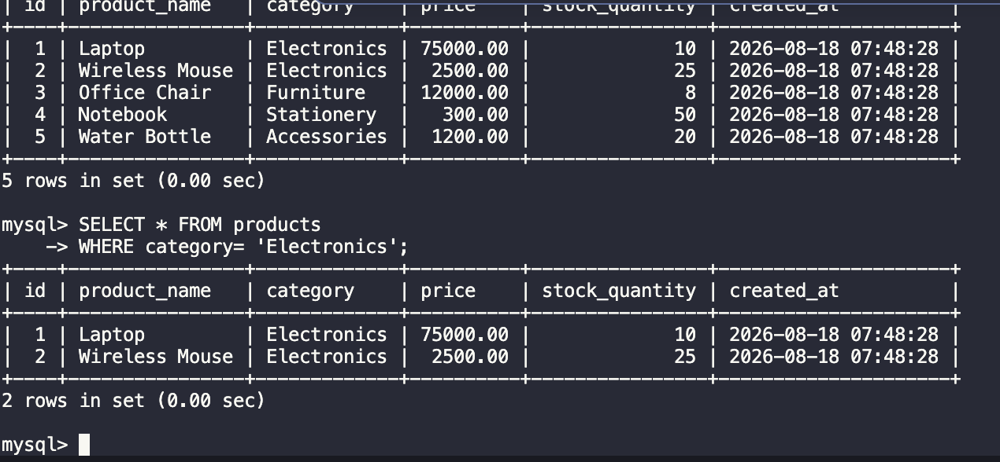 | id | product_name  | category    | price    | stock_quantity | created_at          |
+----+----------------+-------------+----------+----------------+---------------------+
|  1 | Laptop         | Electronics | 75000.00 |             10 | 2026-08-18 07:48:28 |
|  2 | Wireless Mouse | Electronics |  2500.00 |             25 | 2026-08-18 07:48:28 |
|  3 | Office Chair   | Furniture   | 12000.00 |              8 | 2026-08-18 07:48:28 |
|  4 | Notebook       | Stationery  |   300.00 |             50 | 2026-08-18 07:48:28 |
|  5 | Water Bottle   | Accessories |  1200.00 |             20 | 2026-08-18 07:48:28 |
+----+----------------+-------------+----------+----------------+---------------------+
5 rows in set (0.00 sec)
mysql> SELECT * FROM products
    -> WHERE category= 'Electronics';
+----+----------------+-------------+----------+----------------+---------------------+
| id | product_name   | category    | price    | stock_quantity | created_at          |
+----+----------------+-------------+----------+----------------+---------------------+
|  1 | Laptop         | Electronics | 75000.00 |             10 | 2026-08-18 07:48:28 |
|  2 | Wireless Mouse | Electronics |  2500.00 |             25 | 2026-08-18 07:48:28 |
+----+----------------+-------------+----------+----------------+---------------------+
2 rows in set (0.00 sec)
mysql>